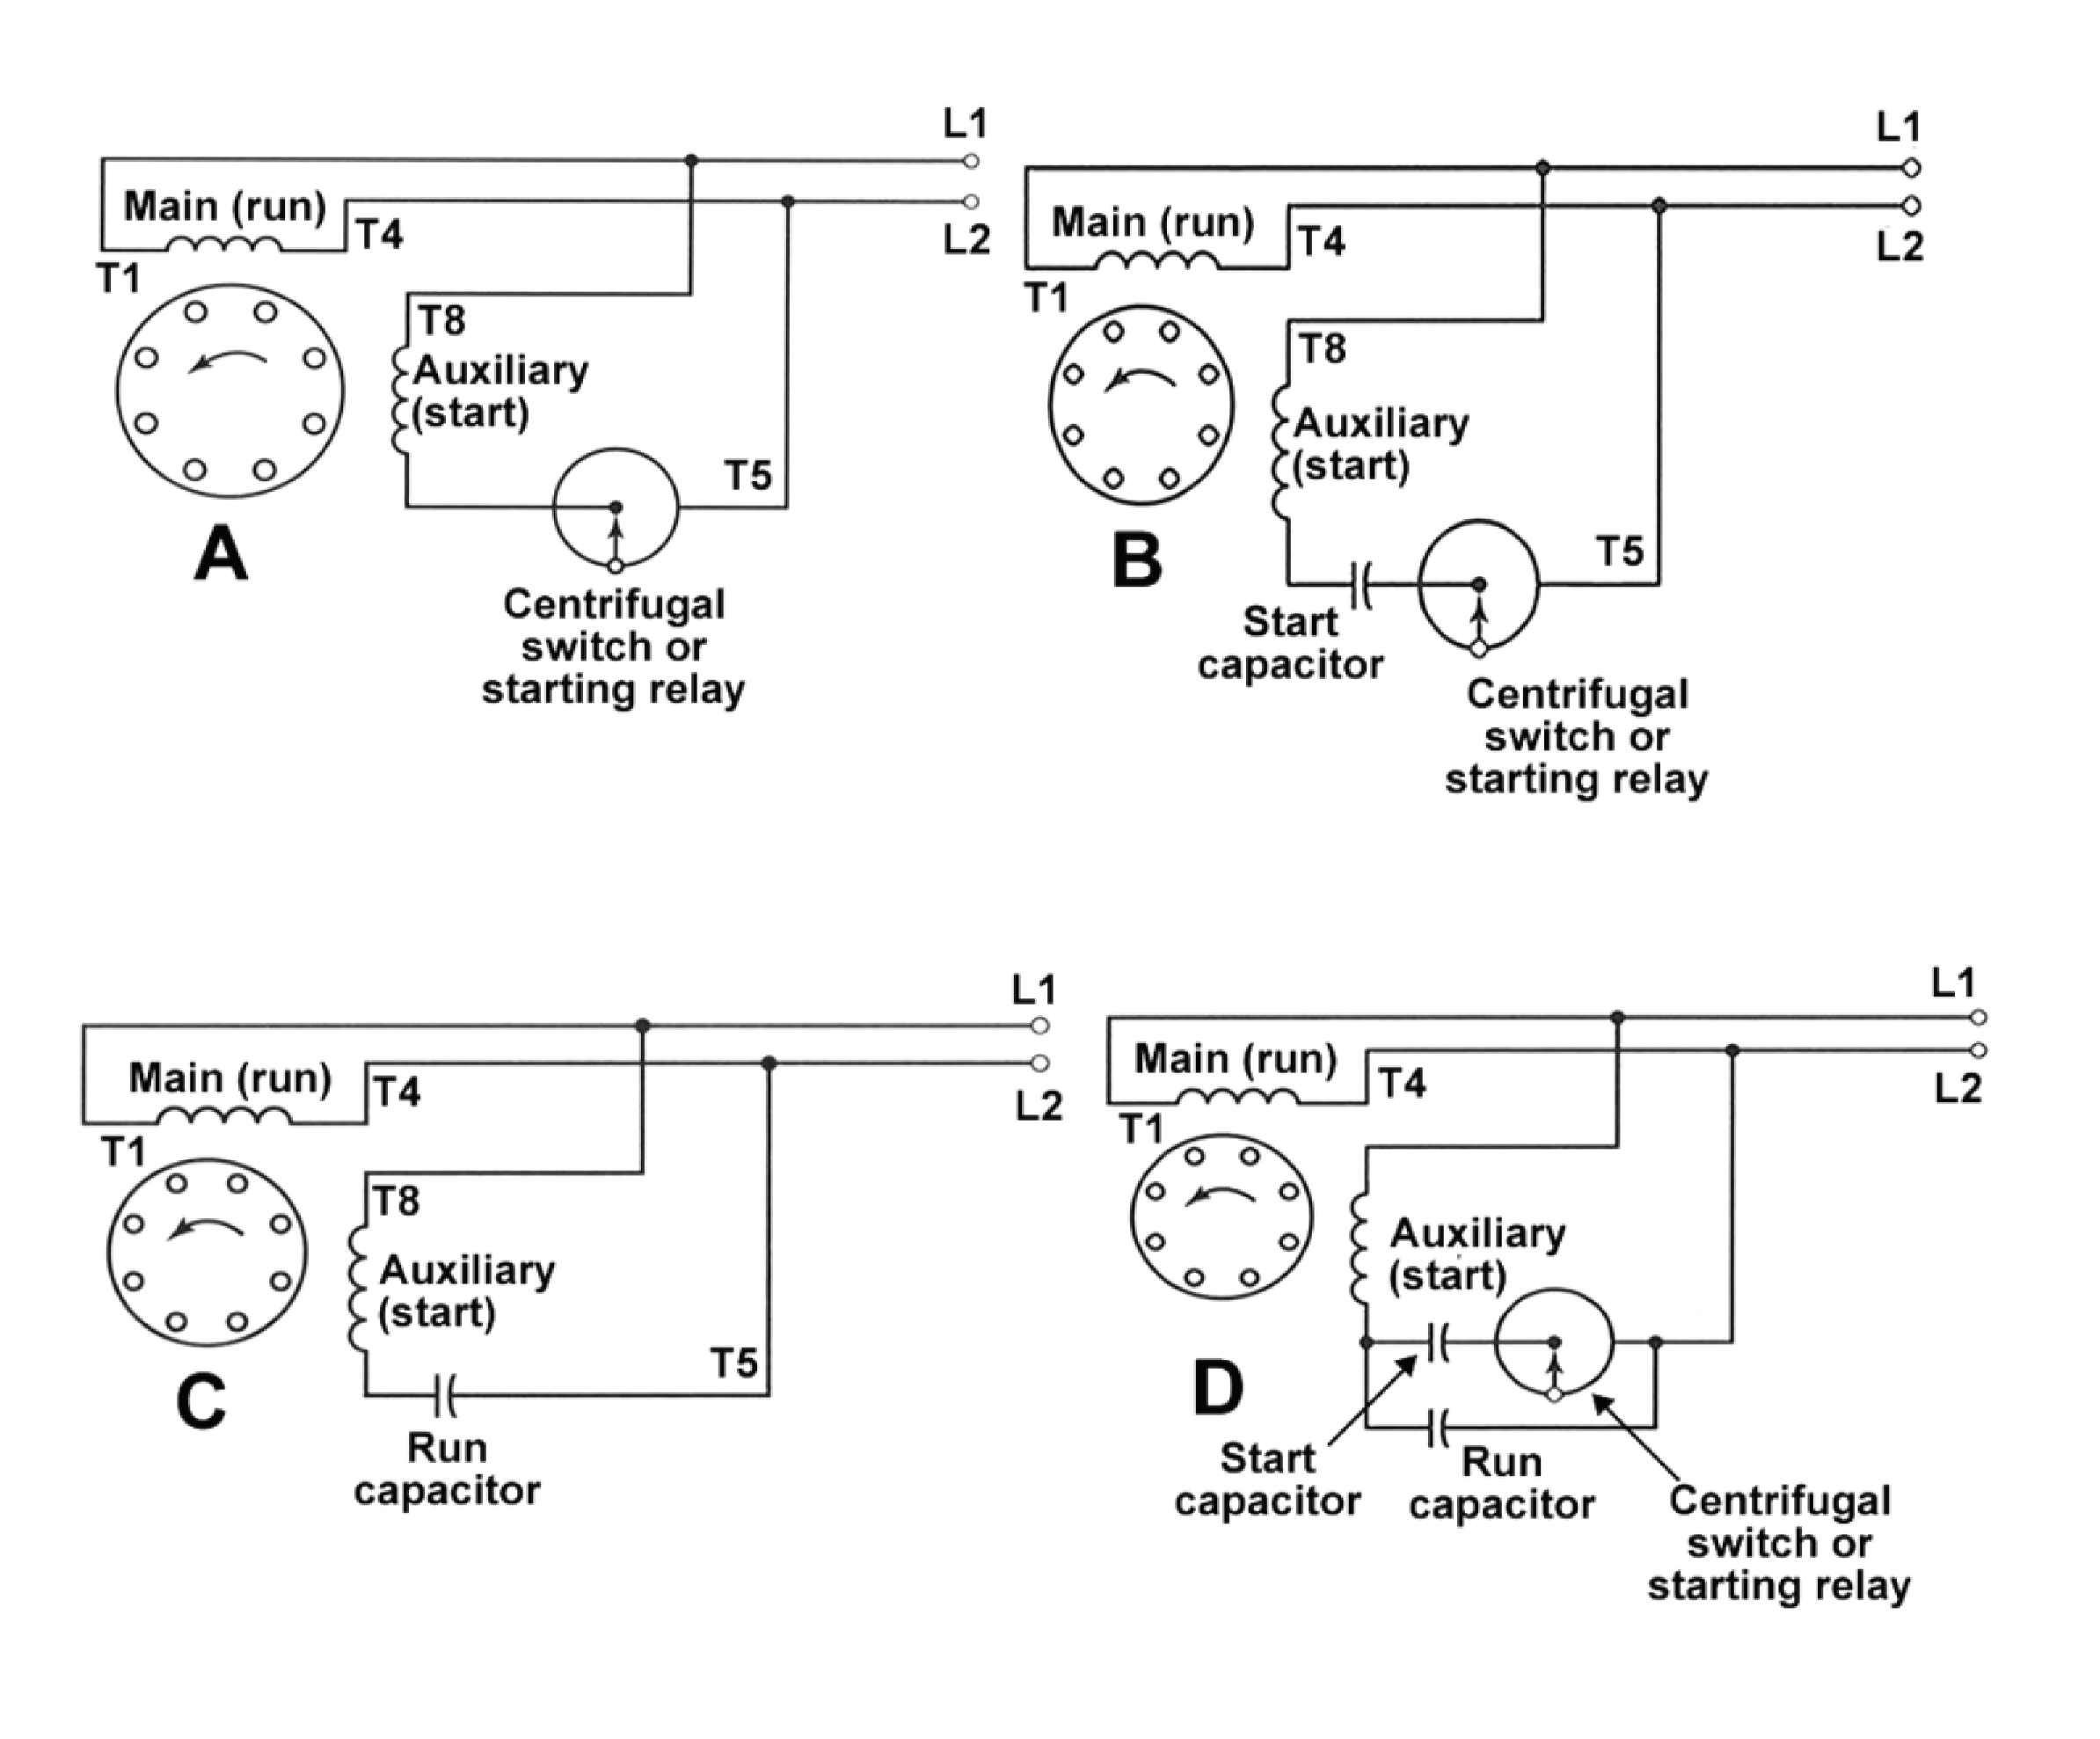 L1
Main (run)
T4
L2
T1
T8
Auxiliary
(start)
T5
A
Centrifugal
switch or
starting relay
L1
Main (run)
T4
L2
T1
T8
Auxiliary
(start)
T5
B
Start
capacitor
Centrifugal
switch or
starting relay
L1
Main (run)
T4
L2
T1
T8
Auxiliary
(start)
T5
C
Run
capacitor
L1
Main (run)
T4
L2
T1
Auxiliary
(start)
D
Start
capacitor
Run
capacitor
Centrifugal
switch or
starting relay